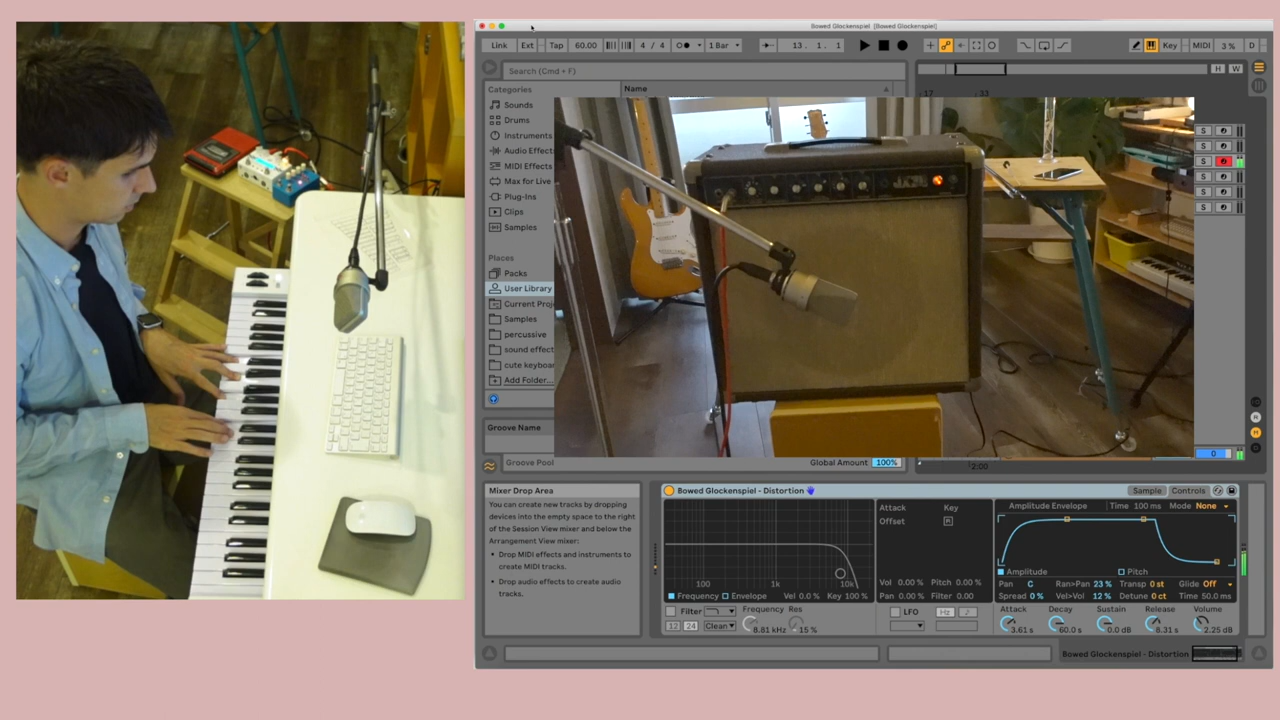 Bowed Glockenspiel [Bowed Glockenspiel]
Link Ext Tap 60.00 4 / 4 1 Bar 13. 1. 1 Key MIDI 3 % D
Search (Cmd + F)
H W
Categories Name
17 33
Sounds
Drums
Instruments
Audio Effects
MIDI Effects
Max for Live
Plug-Ins
Clips
Samples
Places
Packs
User Library
Current Proj
Samples
percussive
sound effect
cute keyboar
Add Folder...
S
S
S
S
S
S
JAZZ
Groove Name
0
Groove Pool Global Amount 100% 2:00
Mixer Drop Area
You can create new tracks by dropping
devices into the empty space to the right
of the Session View mixer and below the
Arrangement View mixer:
• Drop MIDI effects and instruments to
create MIDI tracks.
• Drop audio effects to create audio
tracks.
Bowed Glockenspiel - Distortion Sample Controls
Attack Key
Offset R
Amplitude Envelope Time 100 ms Mode None
100 1k 10k
Vol 0.00 % Pitch 0.00 %
Pan 0.00 % Filter 0.00
Amplitude Pitch
Frequency Envelope Vel 0.0 % Key 100 %
Pan C Ran>Pan 23 % Transp 0 st Glide Off
Spread 0 % Vel>Vol 12 % Detune 0 ct Time 50.0 ms
Filter Frequency Res
12 24 Clean 8.81 kHz 15 %
LFO Hz
Attack Decay Sustain Release Volume
3.61 s 60.0 s 0.0 dB 8.31 s 2.25 dB
Bowed Glockenspiel - Distortion